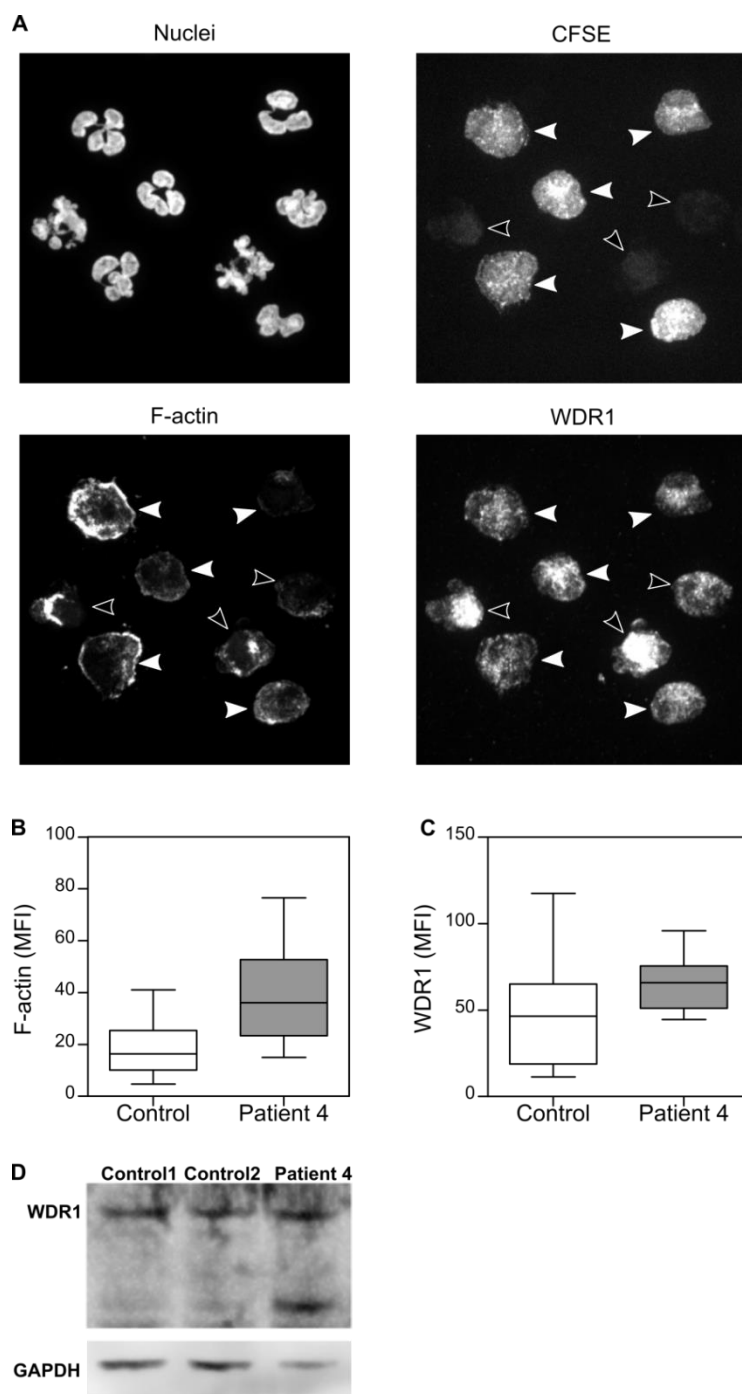 A
Nuclei
CFSE
F-actin
WDR1
B
100
80
60
40
20
0
F-actin (MFI)
Control
Patient 4
C
150
100
50
0
WDR1 (MFI)
Control
Patient 4
D
Control1 Control2 Patient 4
WDR1
GAPDH